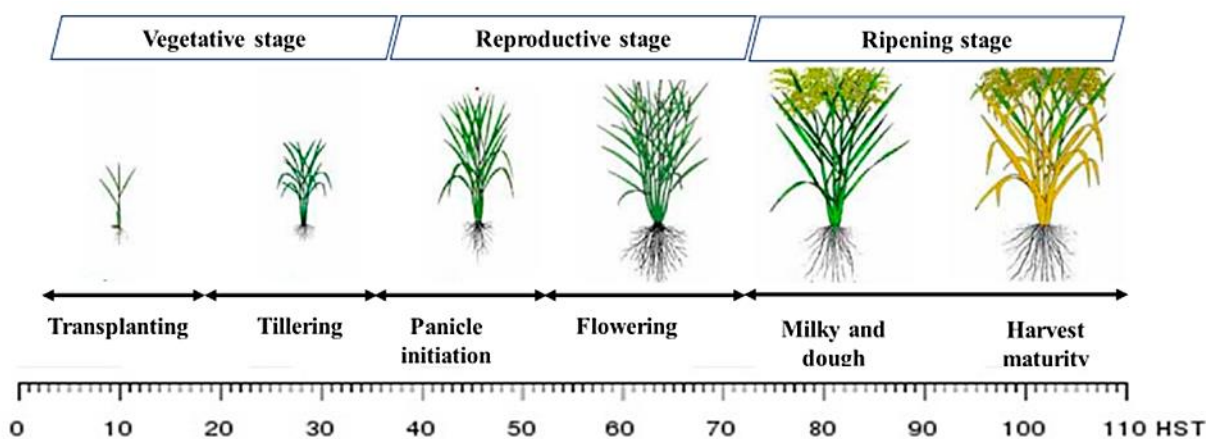 Vegetative stage
Reproductive stage
Ripening stage
Transplanting
Tillering
Panicle
initiation
Flowering
Milky and
dough
Harvest
maturity
0 10 20 30 40 50 60 70 80 90 100 110 HST